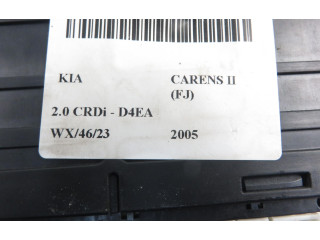 KIA CARENS II
(FJ)
2.0 CRDi - D4EA
WX/46/23 2005